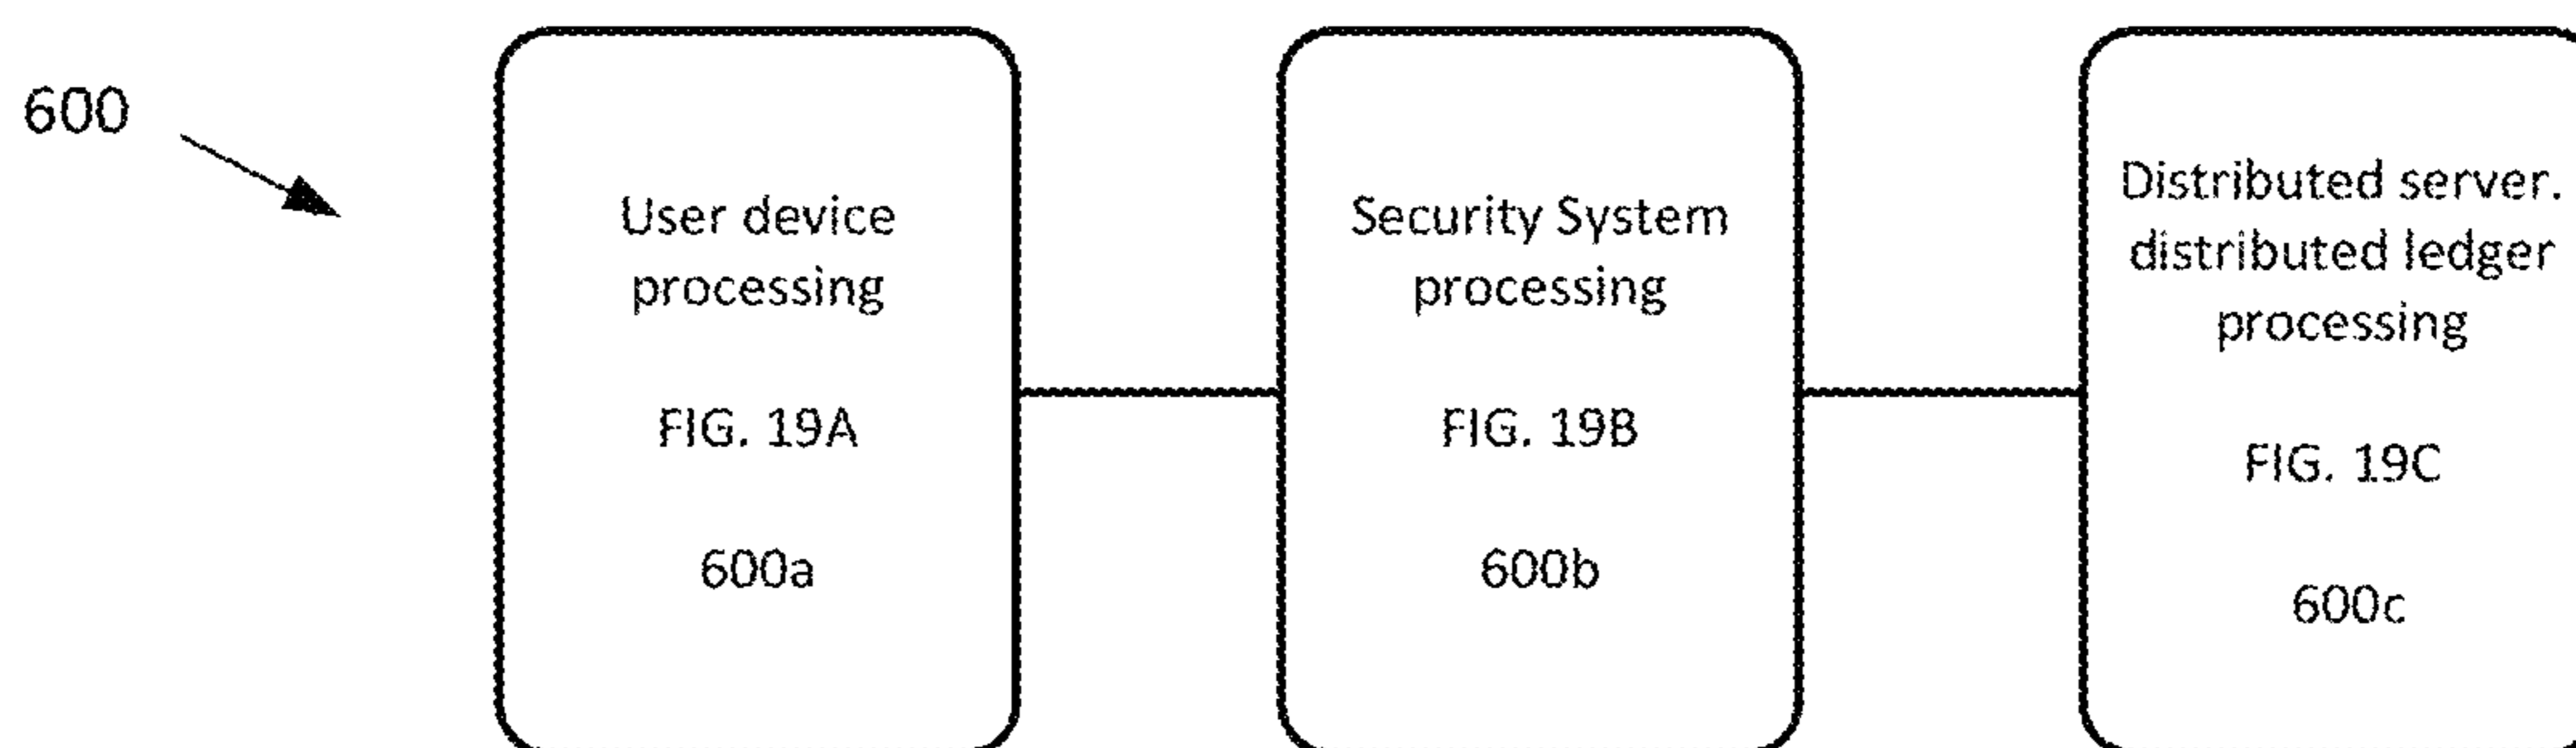 600
User device
processing
FIG. 19A
600a
Security System
processing
FIG. 19B
600b
Distributed server.
distributed ledger
processing
FIG. 19C
600c